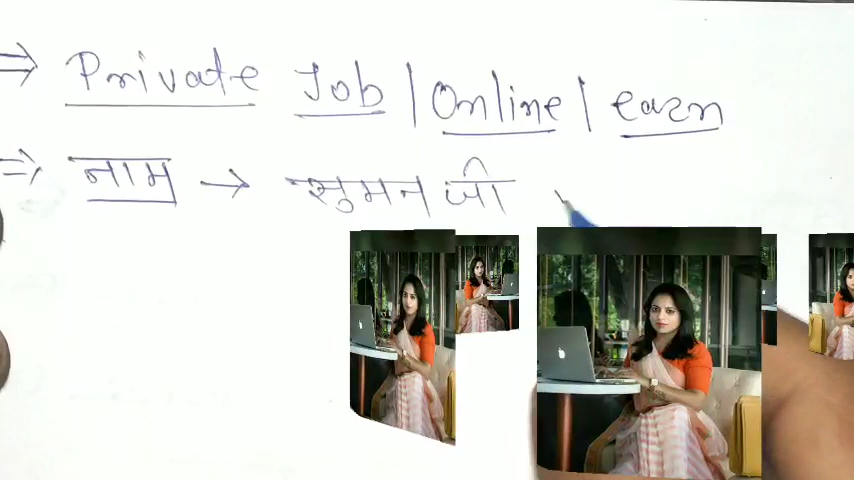 ⇒ Private Job | Online | earn
⇒ नाम → सुमन जी